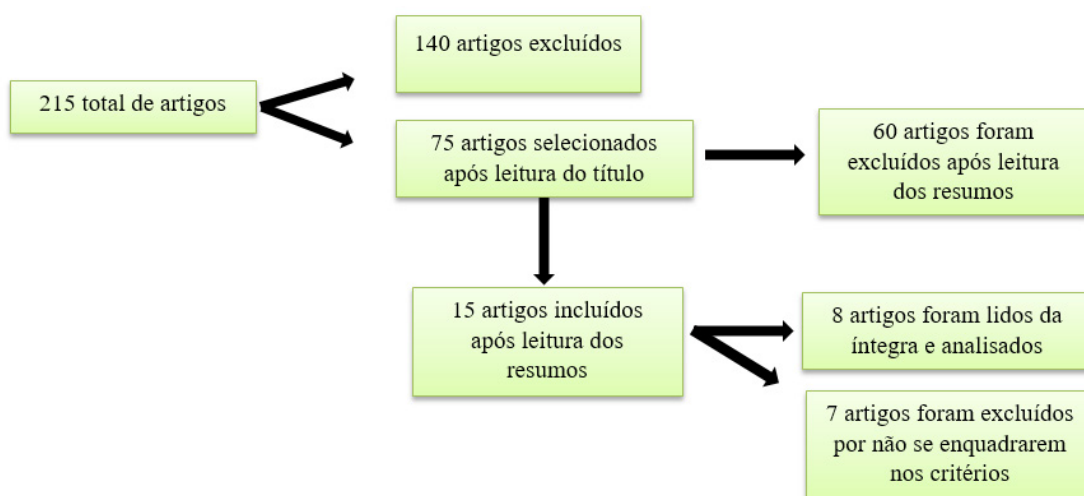 140 artigos excluídos
215 total de artigos
75 artigos selecionados
após leitura do título
60 artigos foram
excluídos após leitura
dos resumos
15 artigos incluídos
após leitura dos
resumos
8 artigos foram lidos da
íntegra e analisados
7 artigos foram excluídos
por não se enquadrarem
nos critérios